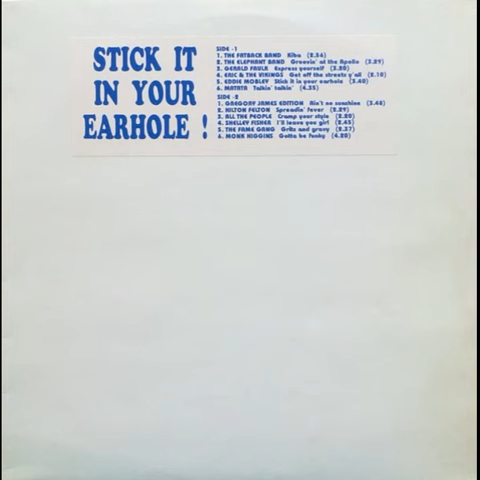 STICK IT
IN YOUR
EARHOLE !
SIDE -1
1. THE FATBACK BAND Kiba (2.56)
2. THE ELEPHANT BAND Groovin' at the Apollo (3.29)
3. GERALD FAULK Express yourself (3.20)
4. ERIC & THE VIKINGS Get off the streets y'all (2.10)
5. EDDIE MOBLEY Stick it in your earhole (3.40)
6. MATATA Talkin' talkin' (4.35)
SIDE -2
1. GREGORY JAMES EDITION Ain't no sunshine (3.48)
2. HILTON FELTON Spreadin' fever (2.29)
3. ALL THE PEOPLE Cramp your style (2.20)
4. SHELLEY FISHER I'll leave you girl (2.45)
5. THE FAME GANG Grits and gravy (2.37)
6. MONK HIGGINS Gotta be funky (4.20)